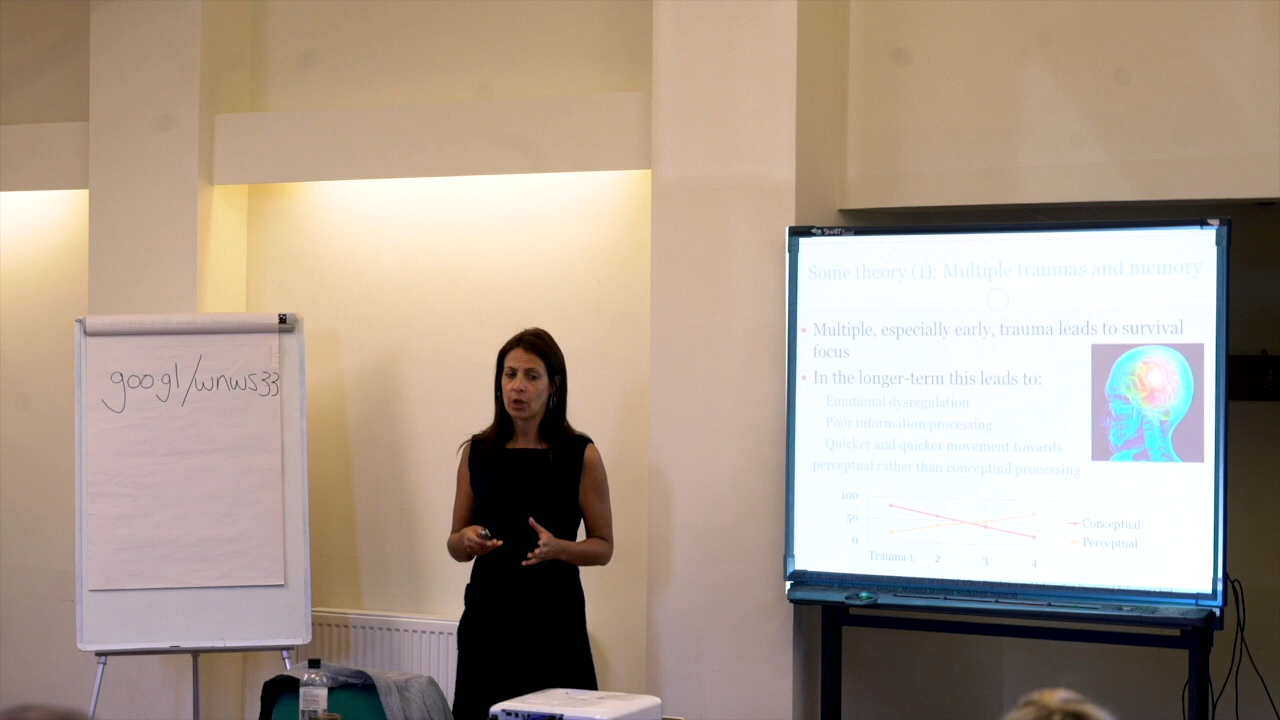 goo.gl/wnws33
SMART
Some theory (1): Multiple traumas and memory
• Multiple, especially early, trauma leads to survival
focus
• In the longer-term this leads to:
Emotional dysregulation
Poor information processing
Quicker and quicker movement towards
perceptual rather than conceptual processing
100
50
0
Trauma 1 2 3 4
Conceptual
Perceptual